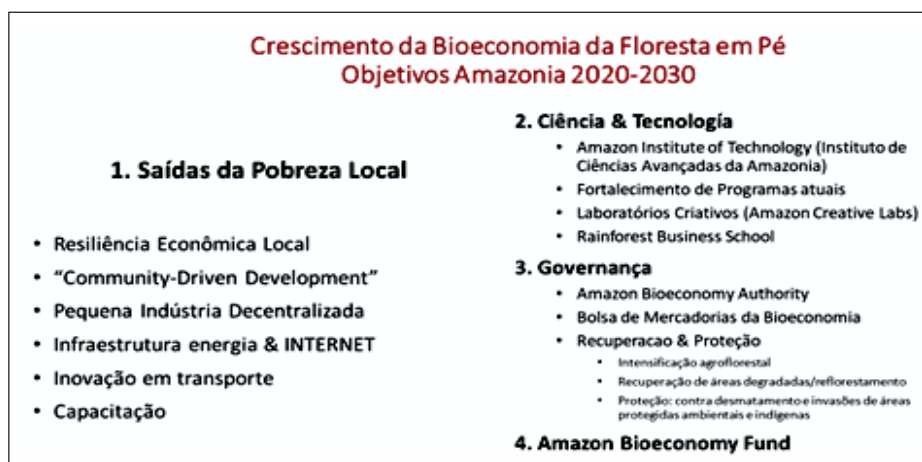 Crescimento da Bioeconomia da Floresta em Pé
Objetivos Amazonia 2020-2030
1. Saídas da Pobreza Local
• Resiliência Econômica Local
• “Community-Driven Development”
• Pequena Indústria Decentralizada
• Infraestrutura energia & INTERNET
• Inovação em transporte
• Capacitação
2. Ciência & Tecnología
• Amazon Institute of Technology (Instituto de
Ciências Avançadas da Amazonia)
• Fortalecimento de Programas atuais
• Laboratórios Criativos (Amazon Creative Labs)
• Rainforest Business School
3. Governança
• Amazon Bioeconomy Authority
• Bolsa de Mercadorias da Bioeconomia
• Recuperacao & Proteção
• Intensificação agroflorestal
• Recuperação de áreas degradadas/reflorestamento
• Proteção: contra desmatamento e invasões de áreas
protegidas ambientais e indígenas
4. Amazon Bioeconomy Fund